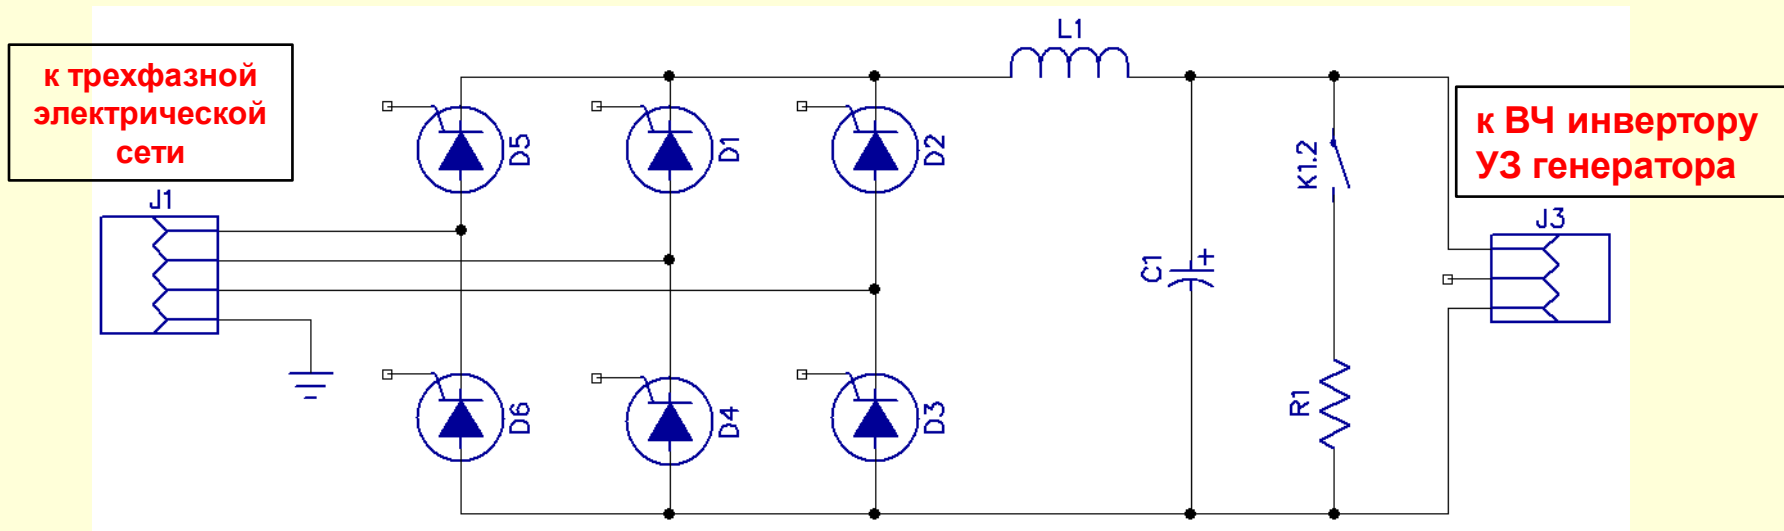 к трехфазной
электрической
сети
J1
D5
D1
D2
L1
K1.2
к ВЧ инвертору
УЗ генератора
J3
C1
+
R1
D6
D4
D3